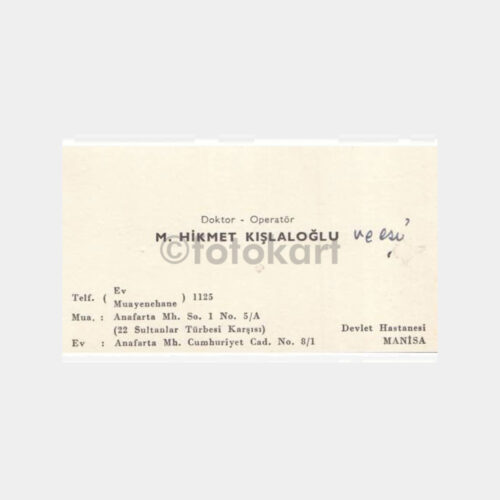 Doktor - Operatör
M. HİKMET KIŞLALOĞLU ve eşi
©fotokart
Telf. ( Ev Muayenehane ) 1125
Mua. : Anafarta Mh. So. 1 No. 5/A
(22 Sultanlar Türbesi Karşısı)
Ev : Anafarta Mh. Cumhuriyet Cad. No. 8/1
Devlet Hastanesi
MANİSA